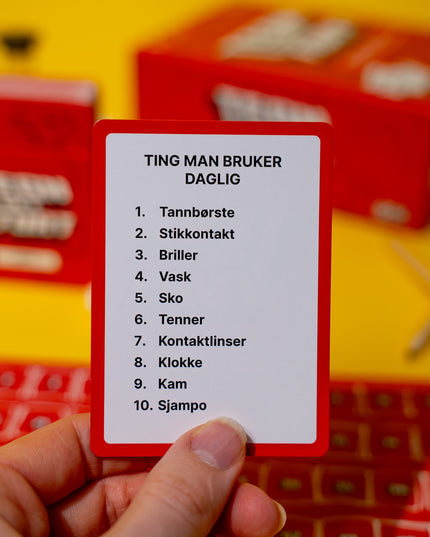 TING MAN BRUKER
DAGLIG
1. Tannbørste
2. Stikkontakt
3. Briller
4. Vask
5. Sko
6. Tenner
7. Kontaktlinser
8. Klokke
9. Kam
10. Sjampo